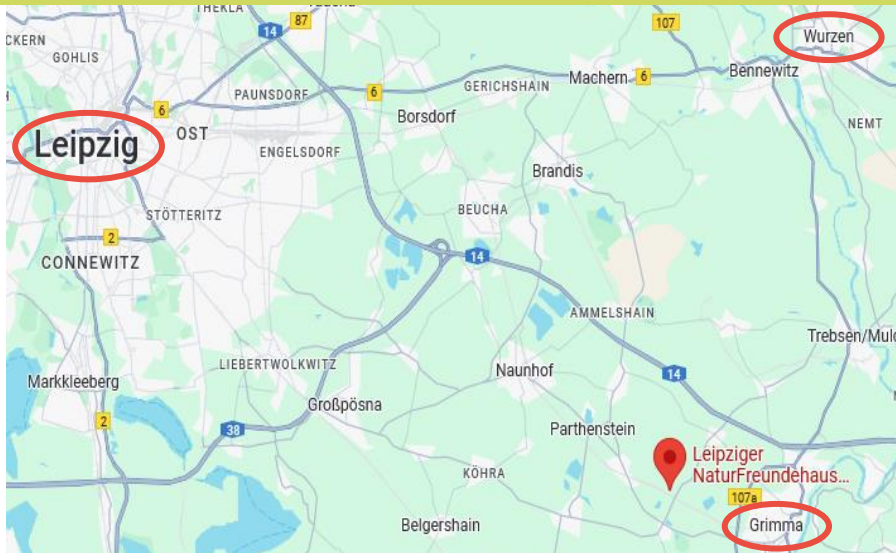 THEKLA
87
14
107
Wurzen
CKERN
GOHLIS
Machern
6
Bennewitz
PAUNSDORF
6
GERICHSHAIN
6
Borsdorf
NEMT
Leipzig
OST
ENGELSDORF
Brandis
BEUCHA
STÖTTERITZ
2
CONNEWITZ
14
AMMELSHAIN
Trebsen/Muld
LIEBERTWOLKWITZ
Naunhof
14
Markkleeberg
Großpösna
2
38
Parthenstein
Leipziger
NaturFreundehaus...
KÖHRA
107a
Belgershain
Grimma